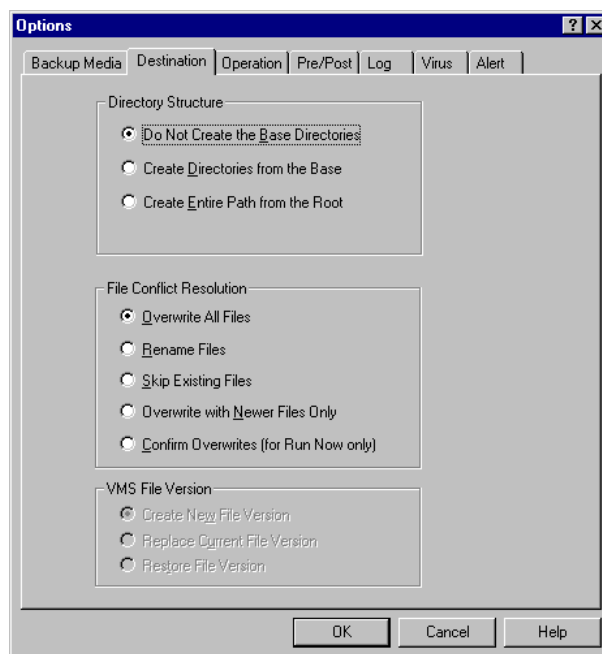 Options
Backup Media Destination Operation Pre/Post Log Virus Alert
Directory Structure
Do Not Create the Base Directories
Create Directories from the Base
Create Entire Path from the Root
File Conflict Resolution
Overwrite All Files
Rename Files
Skip Existing Files
Overwrite with Newer Files Only
Confirm Overwrites (for Run Now only)
VMS File Version
Create New File Version
Replace Current File Version
Restore File Version
OK Cancel Help